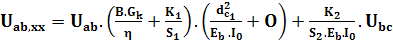 U_ab,xx = U_ab.(B.G_k/η + K_1/S_1).(d_c1^2/E_b.I_0 + O) + K_2/S_2.E_b.I_0 . U_bc